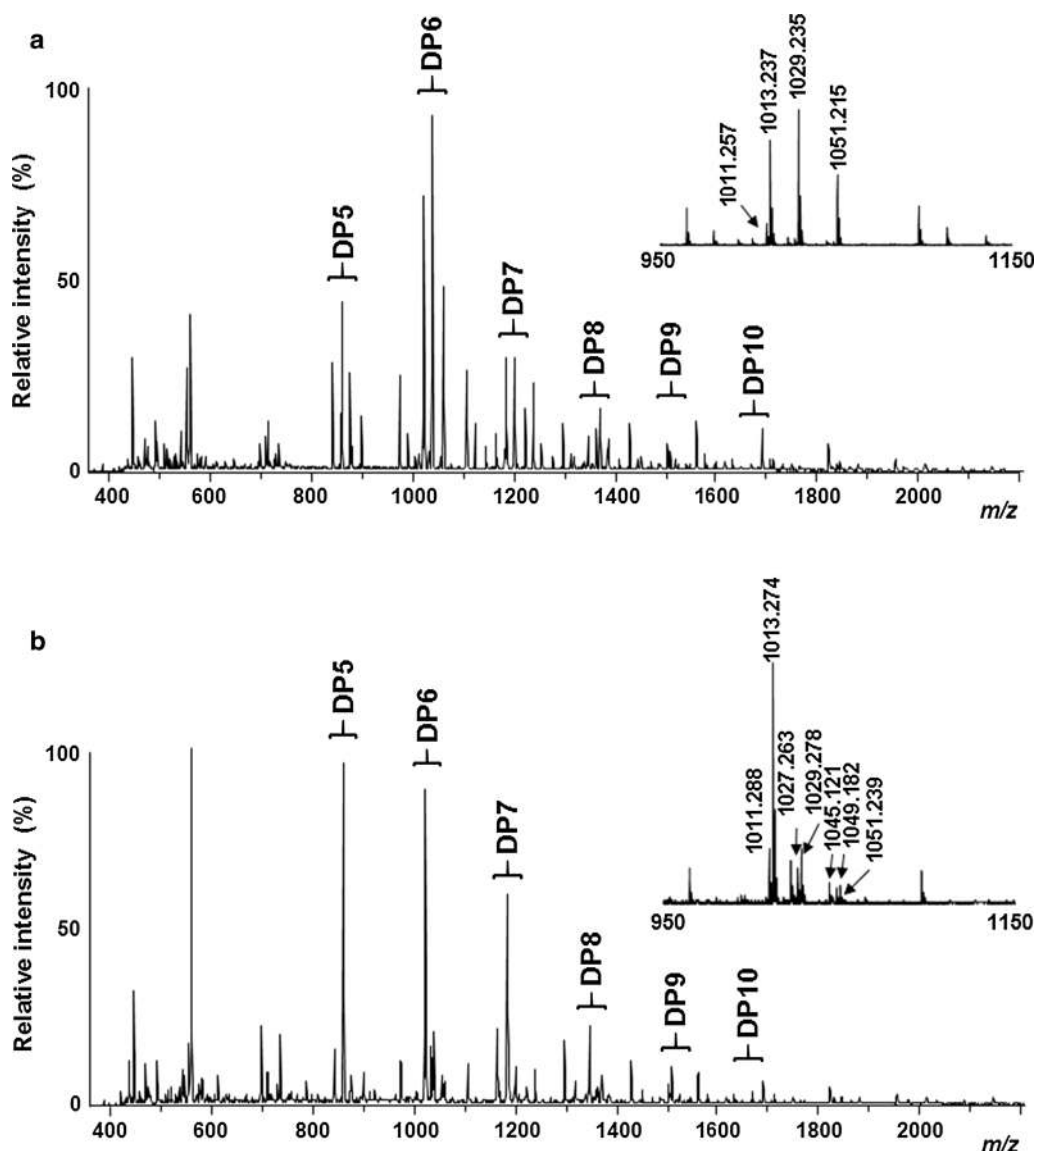 a
Relative intensity (%)
100
50
0
DP5
DP6
DP7
DP8
DP9
DP10
400 600 800 1000 1200 1400 1600 1800 2000
m/z
1011.257
1013.237
1029.235
1051.215
950 1150
b
Relative intensity (%)
100
50
0
DP5
DP6
DP7
DP8
DP9
DP10
400 600 800 1000 1200 1400 1600 1800 2000
m/z
1011.288
1013.274
1027.263
1029.278
1045.121
1049.182
1051.239
950 1150